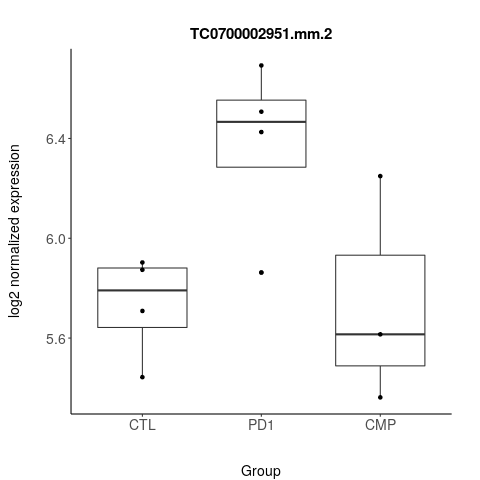 TC0700002951.mm.2
log2 normalized expression
6.4
6.0
5.6
CTL PD1 CMP
Group